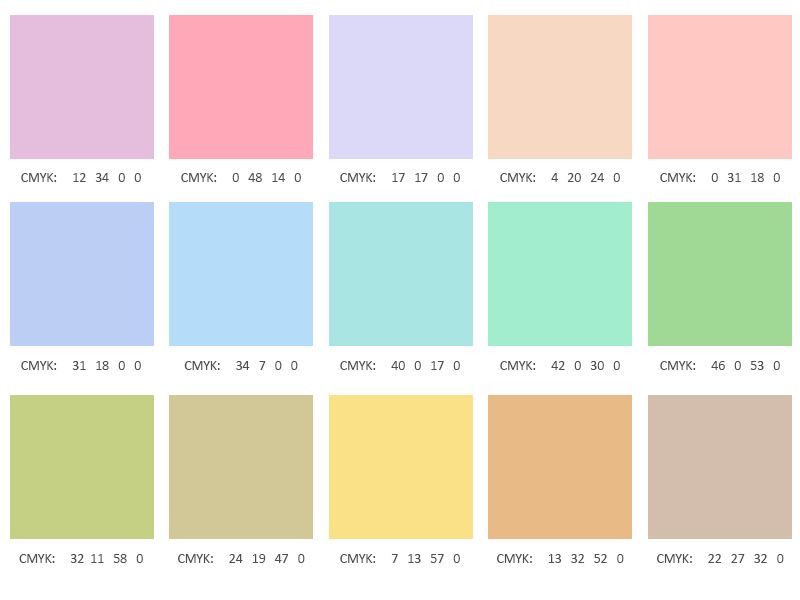 CMYK: 12 34 0 0
CMYK: 0 48 14 0
CMYK: 17 17 0 0
CMYK: 4 20 24 0
CMYK: 0 31 18 0
CMYK: 31 18 0 0
CMYK: 34 7 0 0
CMYK: 40 0 17 0
CMYK: 42 0 30 0
CMYK: 46 0 53 0
CMYK: 32 11 58 0
CMYK: 24 19 47 0
CMYK: 7 13 57 0
CMYK: 13 32 52 0
CMYK: 22 27 32 0